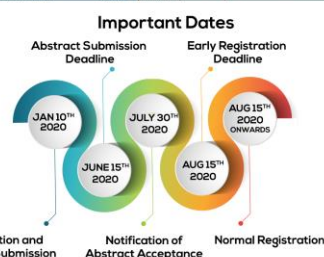 Important Dates
Abstract Submission
Deadline
Early Registration
Deadline
JAN 10TH
2020
JUNE 15TH
2020
JULY 30TH
2020
AUG 15TH
2020
AUG 15TH
2020
ONWARDS
and
Notification of
Abstract Acceptance
Normal Registration